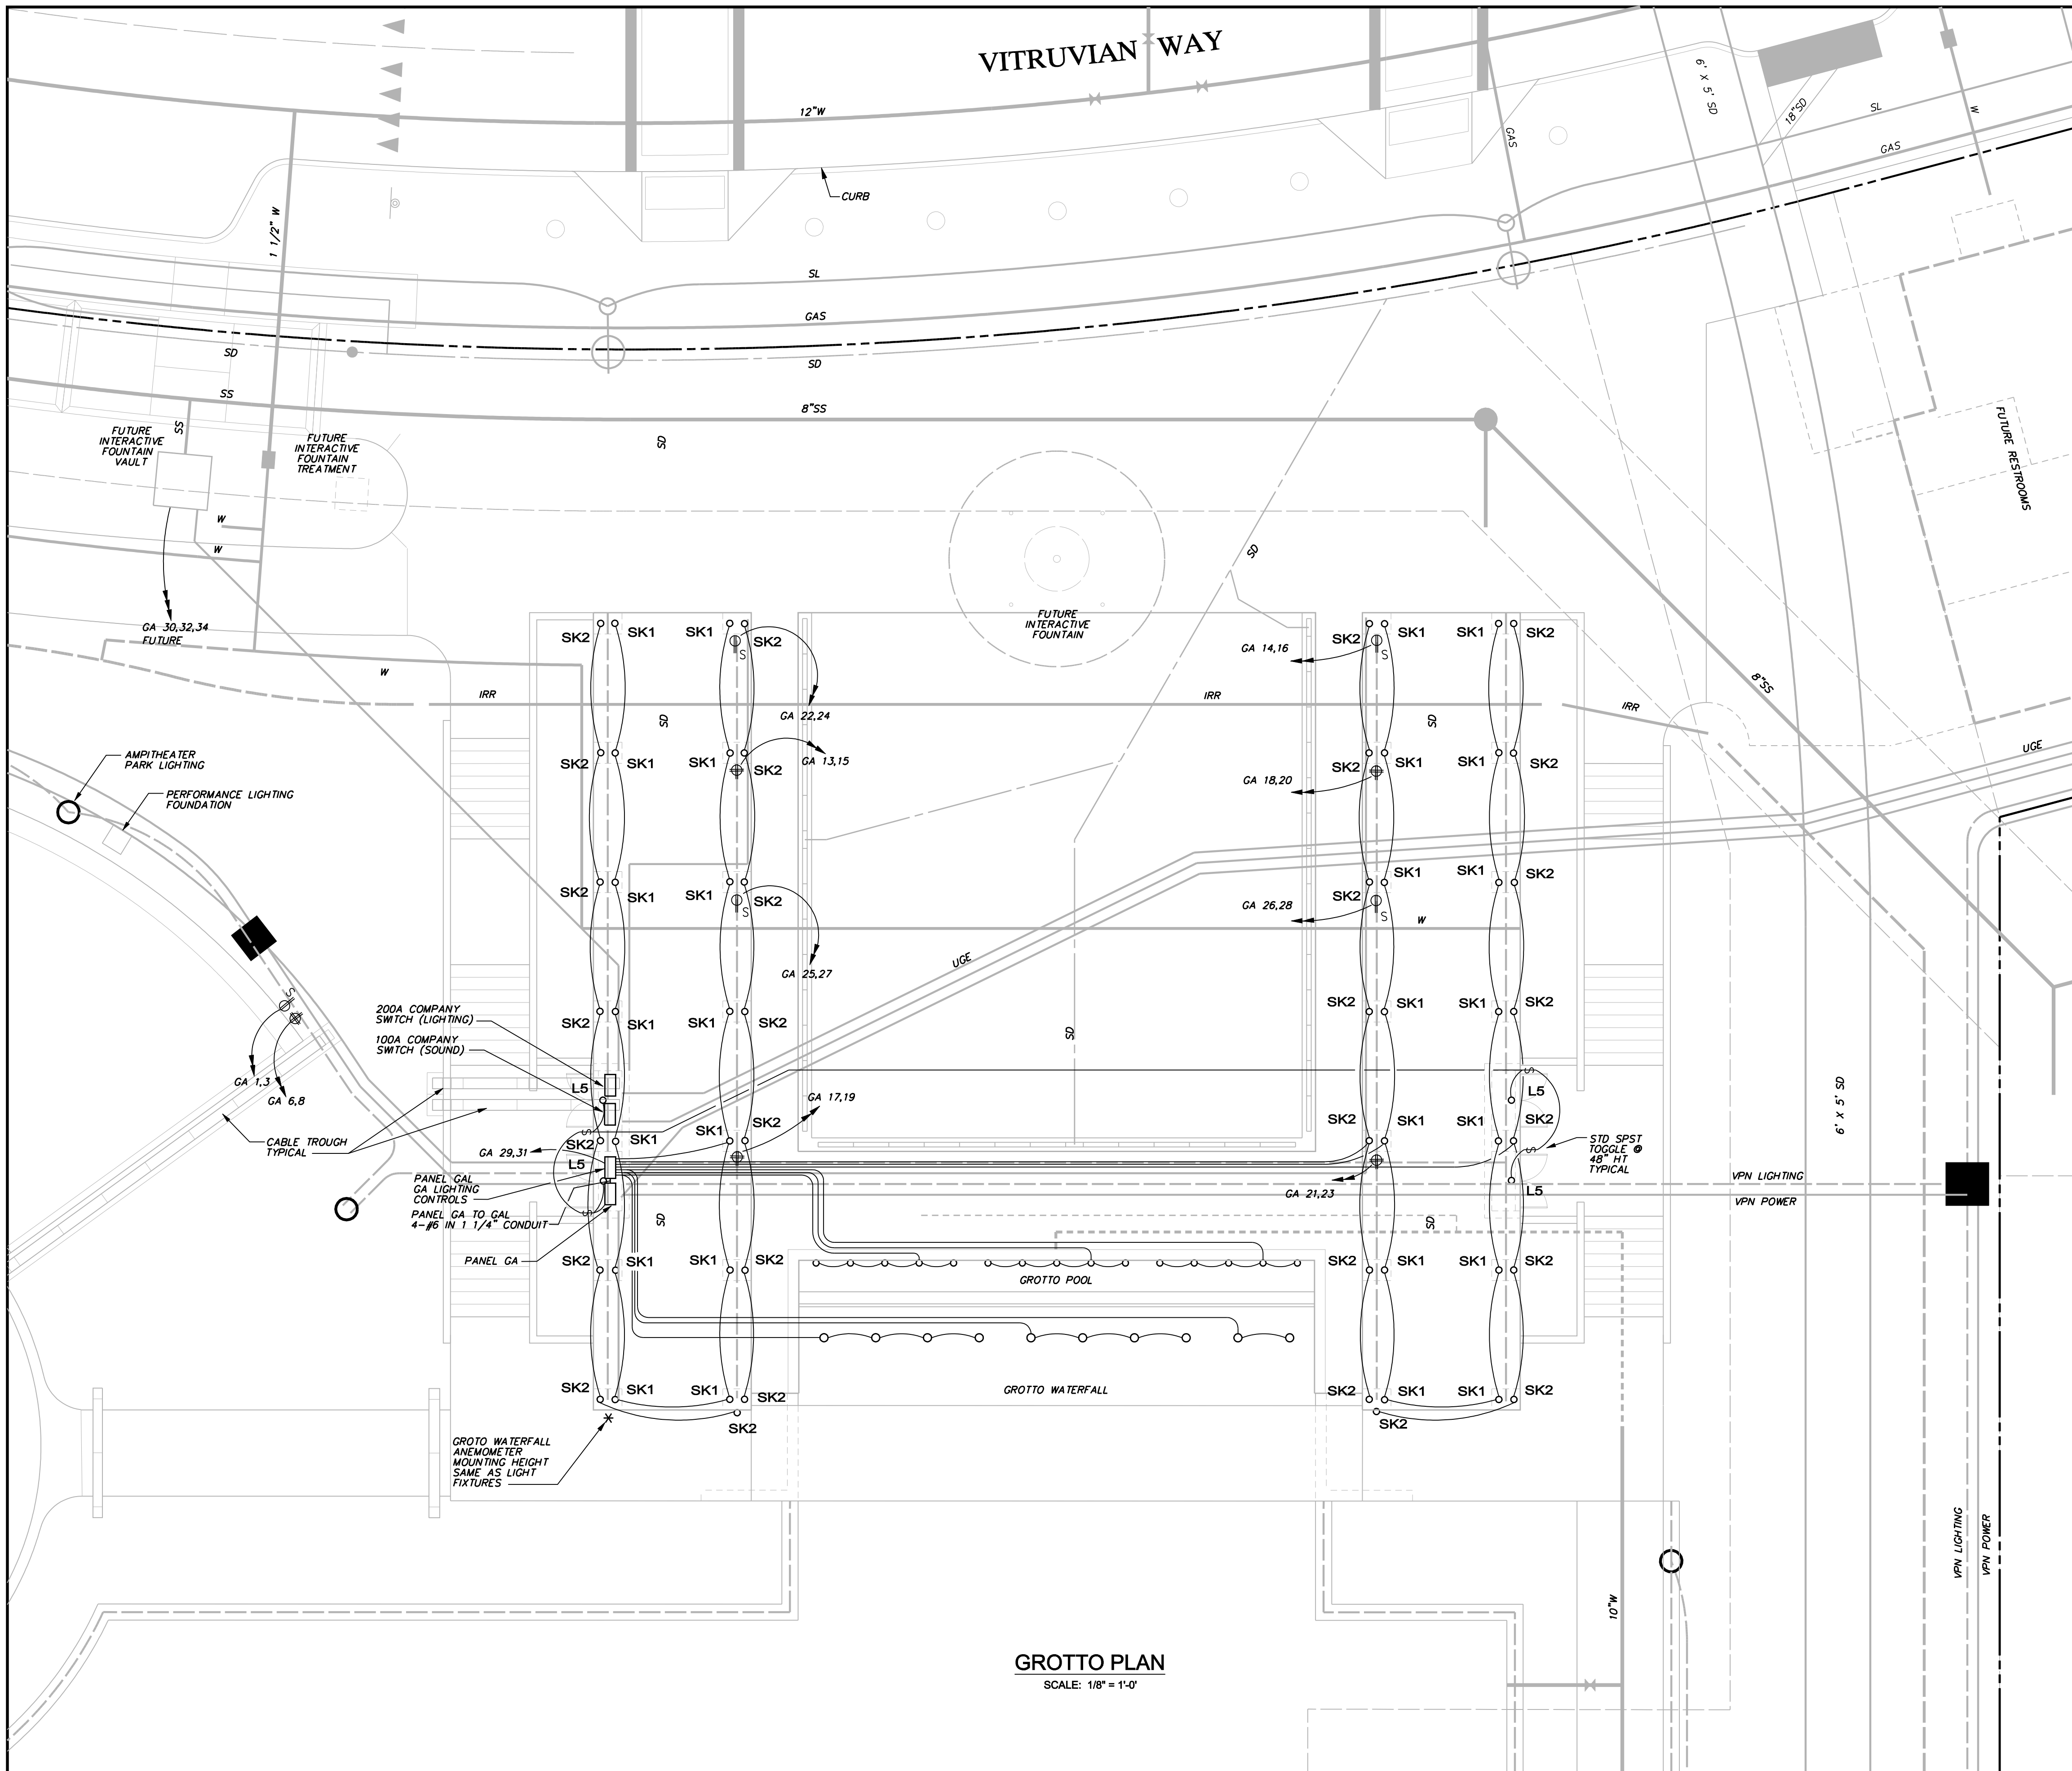 VITRUVIAN WAY
12"W
6' X 5' SD
18"SD
SL
W
GAS
GAS
CURB
1 1/2" W
SL
GAS
SD
SD
SS
8"SS
SS
SD
FUTURE
INTERACTIVE
FOUNTAIN
VAULT
FUTURE
INTERACTIVE
FOUNTAIN
TREATMENT
FUTURE RESTROOMS
W
W
SD
GA 30,32,34
FUTURE
FUTURE
INTERACTIVE
FOUNTAIN
SK2
SK1
SK1
SK2
S
GA 14,16
SK2
SK1
SK1
SK2
S
W
IRR
IRR
IRR
8"SS
GA 22,24
SD
SD
UGE
AMPITHEATER
PARK LIGHTING
PERFORMANCE LIGHTING
FOUNDATION
SK2
SK1
SK1
SK2
GA 13,15
GA 18,20
SK2
SK1
SK1
SK2
SK2
SK1
SK1
SK2
S
GA 26,28
SK2
SK1
SK1
SK2
S
W
GA 25,27
UGE
S
200A COMPANY
SWITCH (LIGHTING)
100A COMPANY
SWITCH (SOUND)
SK2
SK1
SK1
SK2
SD
SK2
SK1
SK1
SK2
GA 1,3
GA 6,8
L5
GA 17,19
S
L5
6' X 5' SD
CABLE TROUGH
TYPICAL
S
SK2
SK1
SK1
SK2
SK2
SK1
SK1
SK2
GA 29,31
L5
S
STD SPST
TOGGLE @
48" HT
TYPICAL
PANEL GAL
GA LIGHTING
CONTROLS
GA 21,23
L5
VPN LIGHTING
VPN POWER
PANEL GA TO GAL
4-#6 IN 1 1/4" CONDUIT
S
SD
SD
PANEL GA
SK2
SK1
SK1
SK2
GROTTO POOL
SK2
SK1
SK1
SK2
SK2
SK1
SK1
SK2
GROTTO WATERFALL
SK2
SK1
SK1
SK2
SK2
SK2
GROTO WATERFALL
ANEMOMETER
MOUNTING HEIGHT
SAME AS LIGHT
FIXTURES
VPN LIGHTING
VPN POWER
10"W
GROTTO PLAN
SCALE: 1/8" = 1'-0'